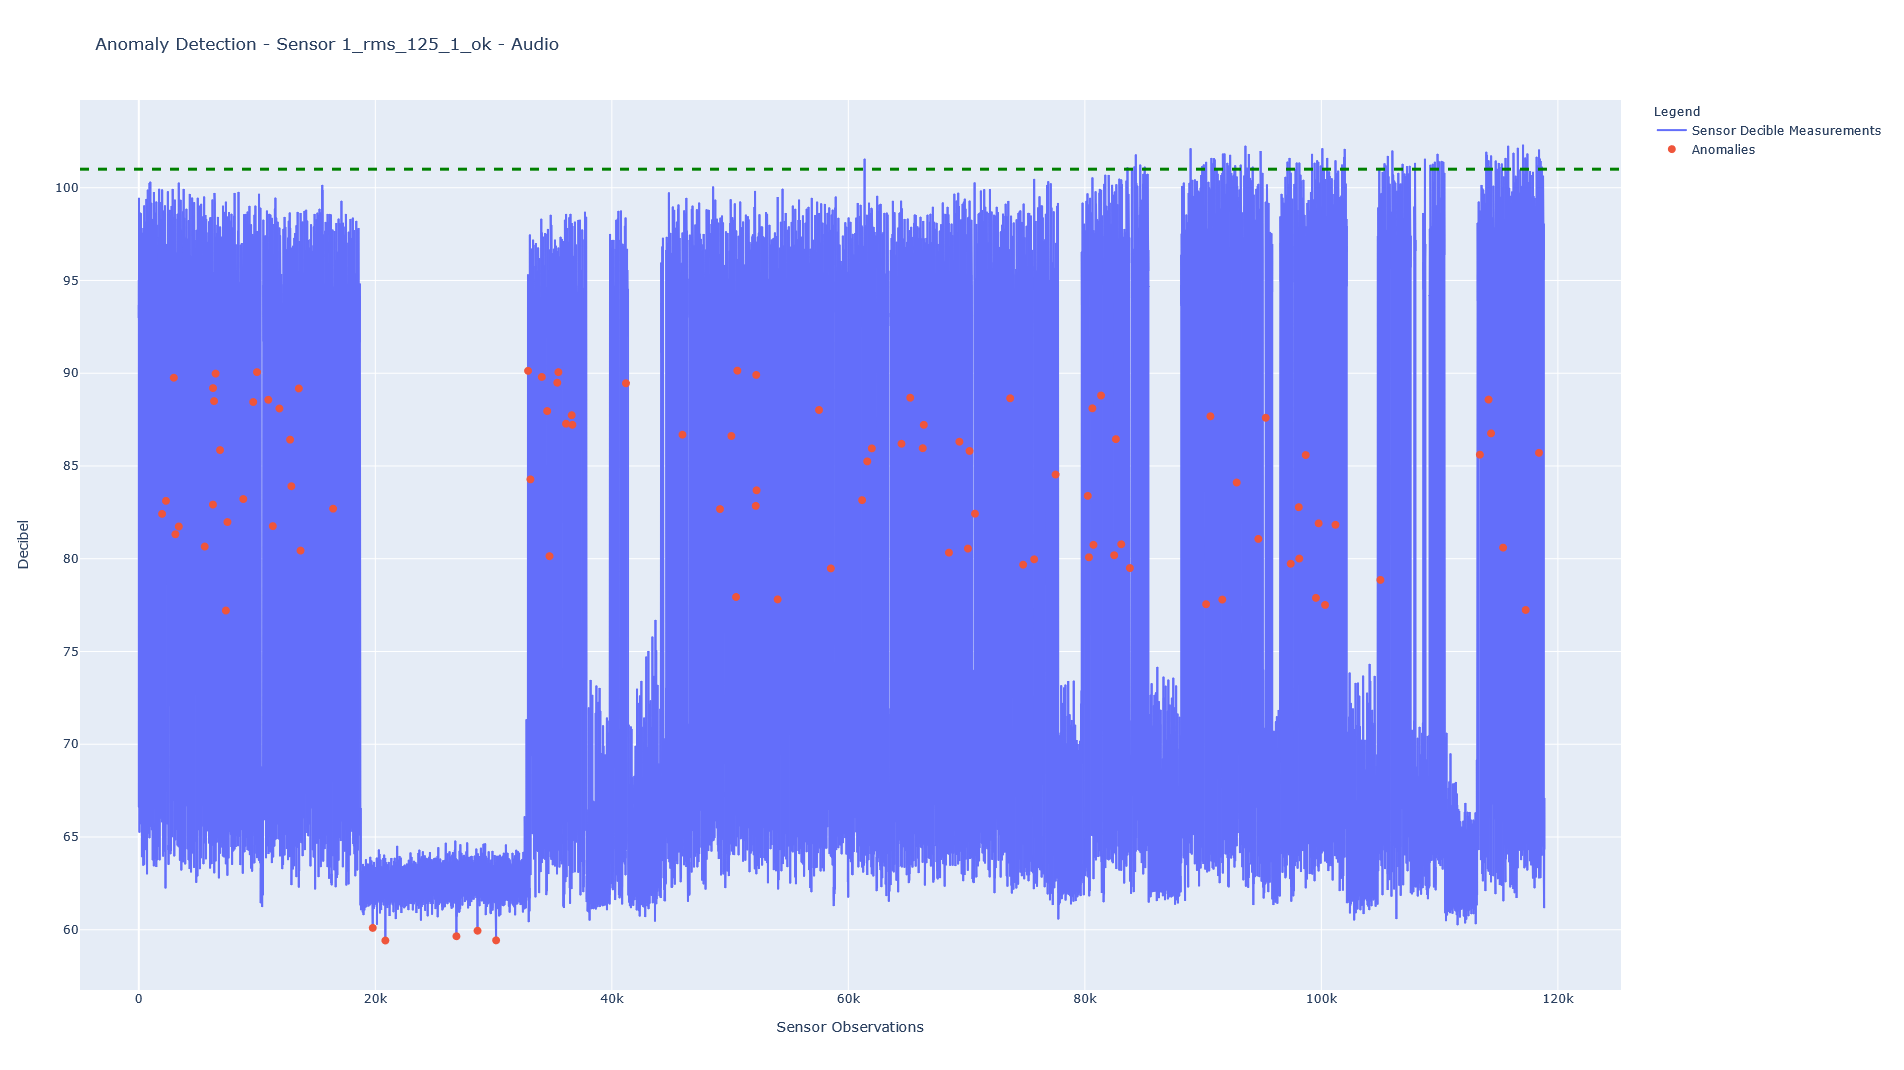 Anomaly Detection - Sensor 1_rms_125_1_ok - Audio
Legend
Sensor Decible Measurements
Anomalies
100
95
90
85
80
75
70
65
60
Decibel
0
20k
40k
60k
80k
100k
120k
Sensor Observations